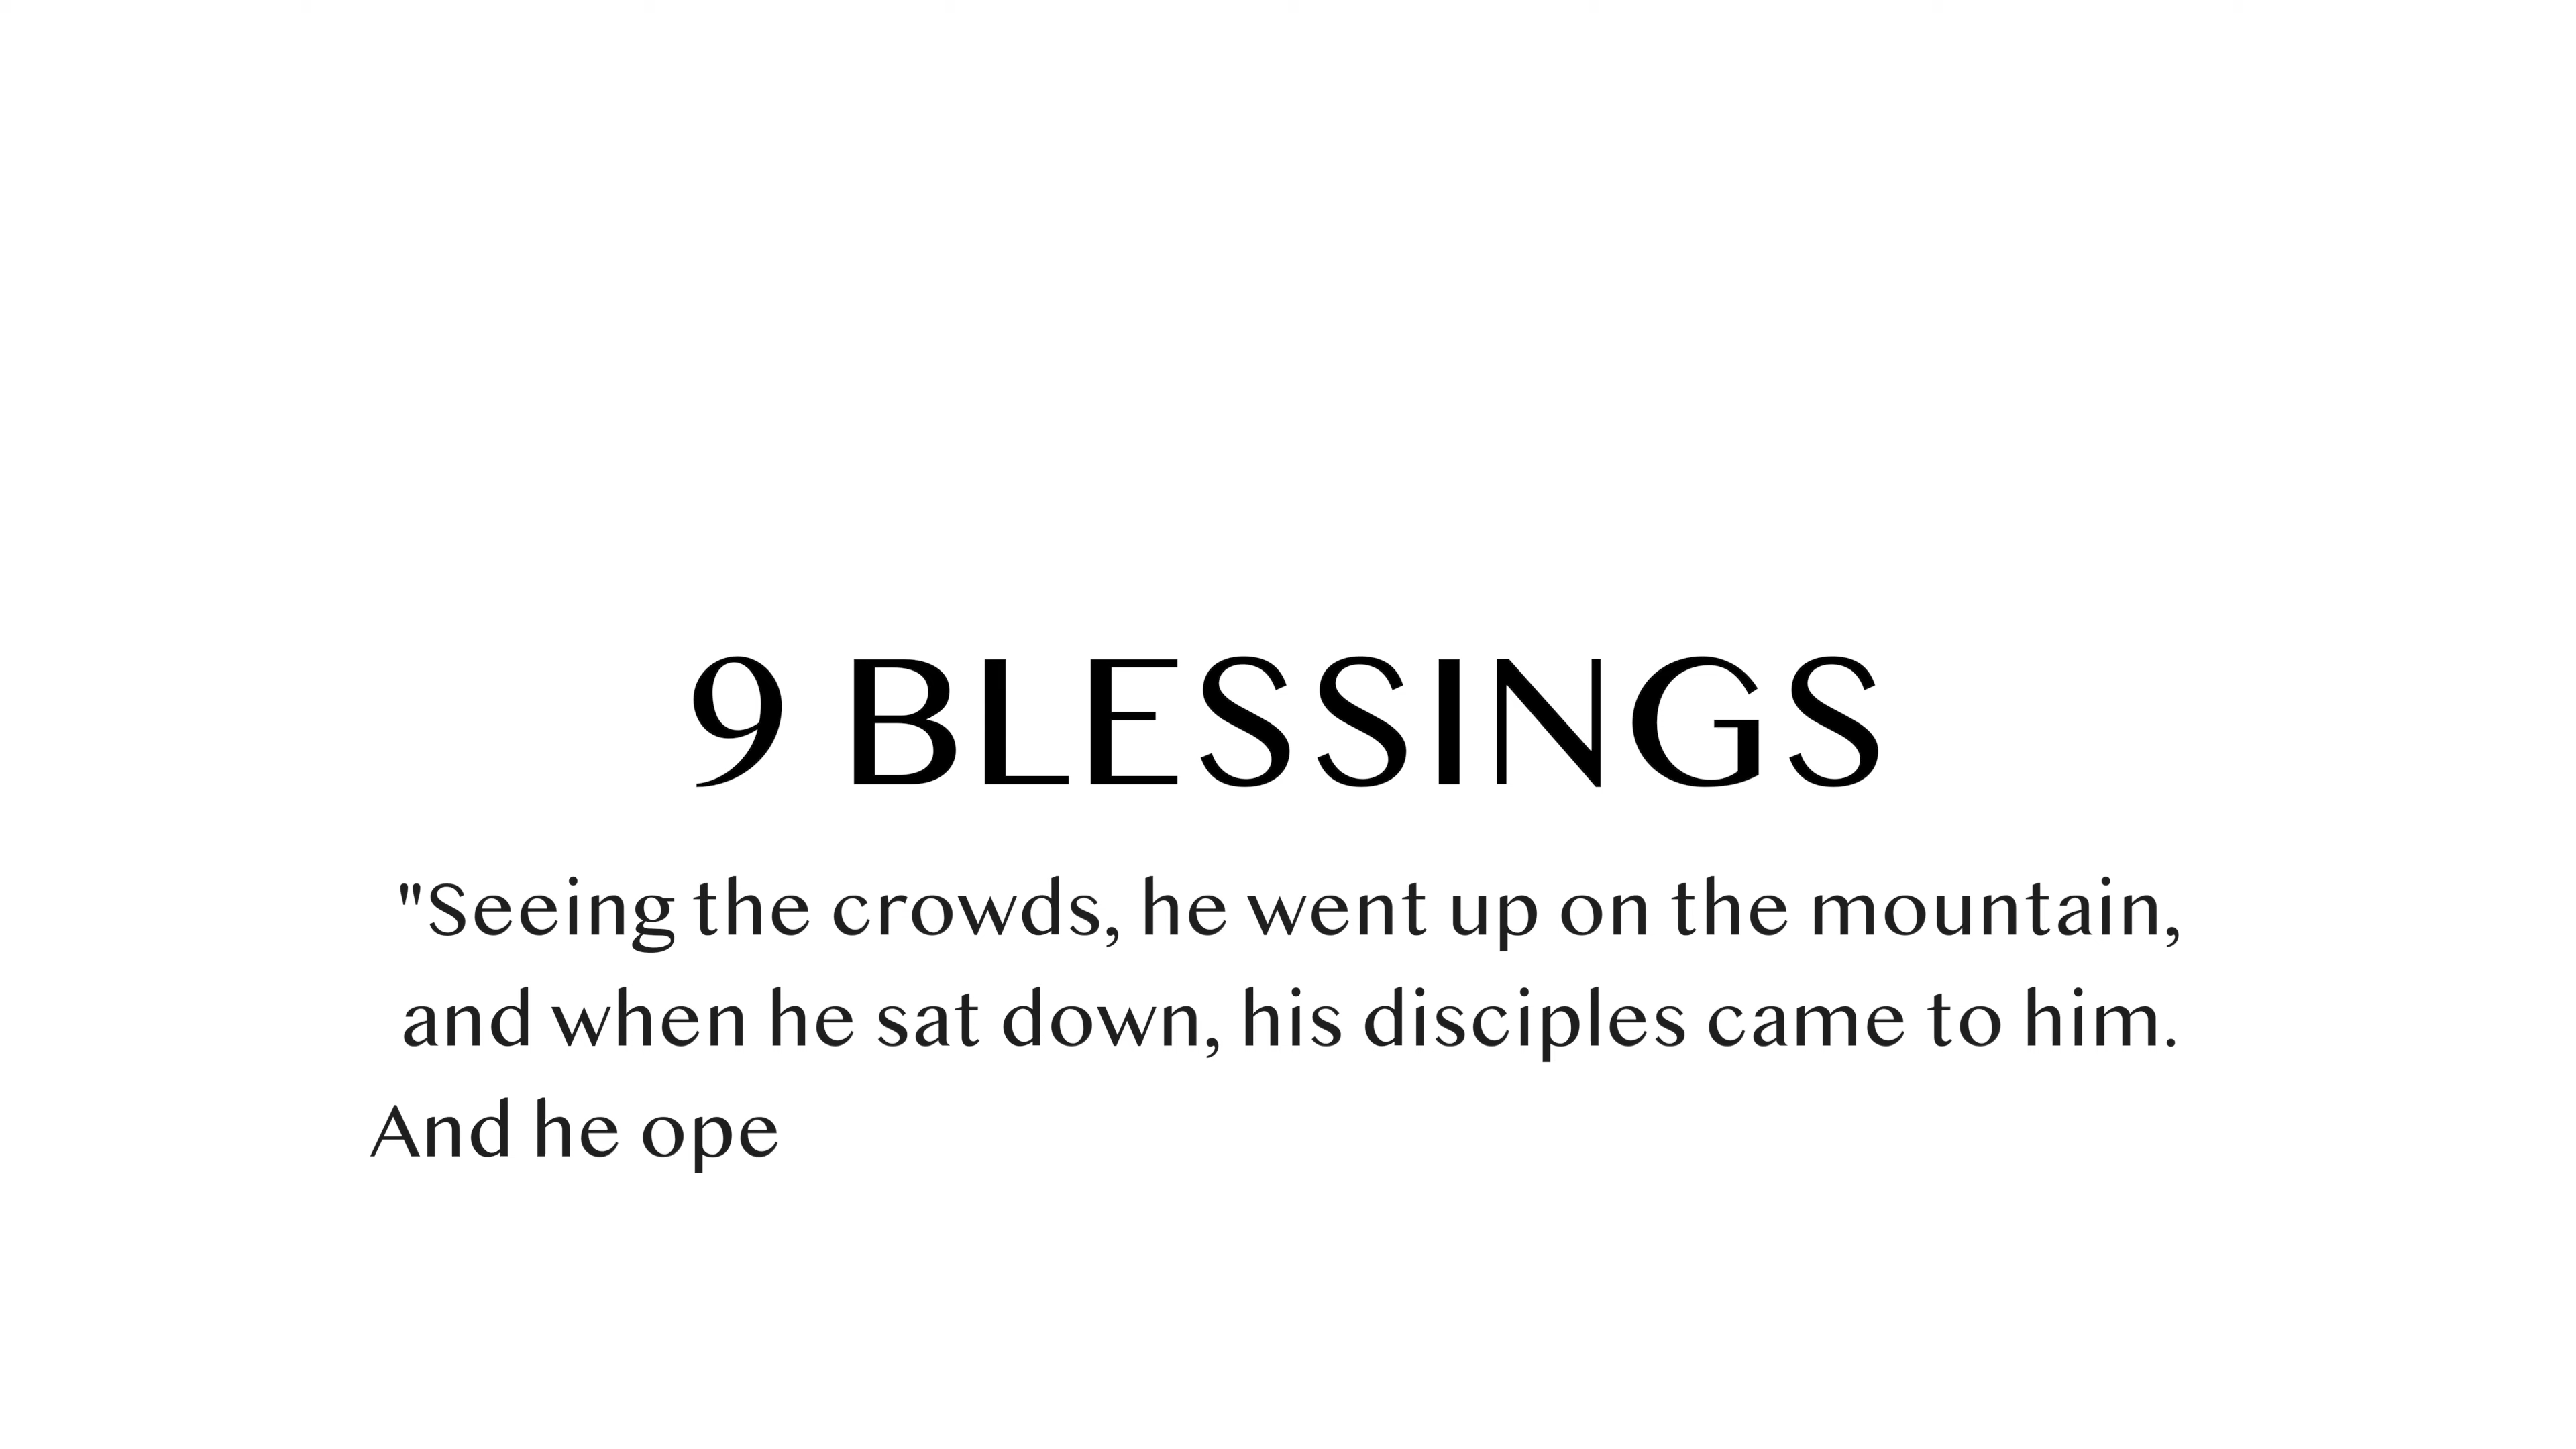 9 BLESSINGS
"Seeing the crowds, he went up on the mountain,
and when he sat down, his disciples came to him.
And he ope